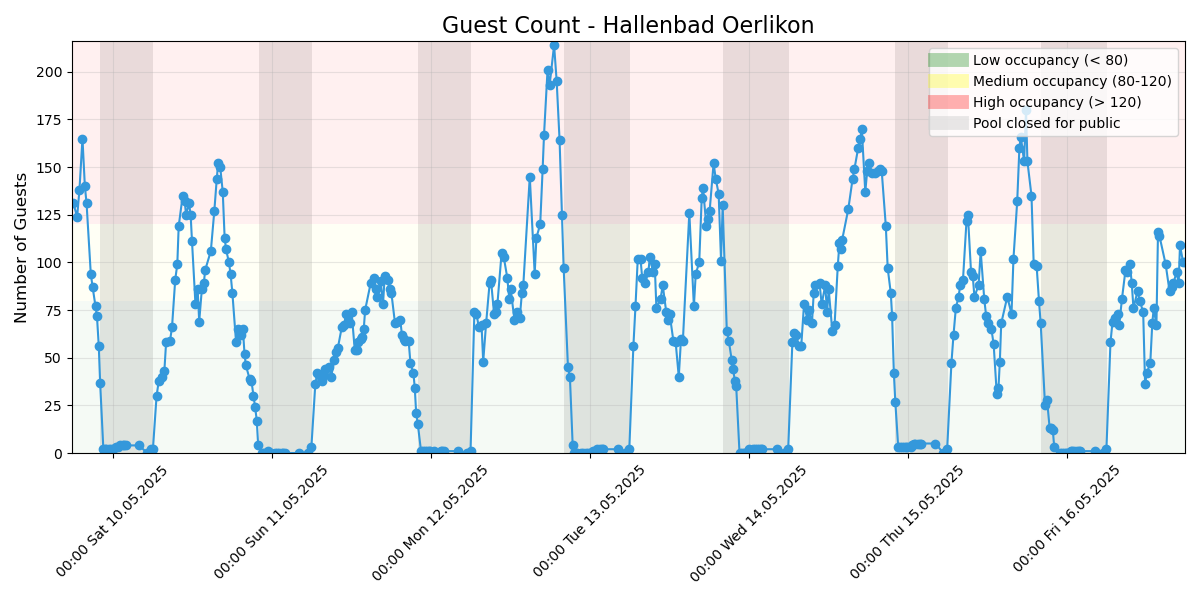 Guest Count - Hallenbad Oerlikon
Number of Guests
200
175
150
125
100
75
50
25
0
Low occupancy (< 80)
Medium occupancy (80-120)
High occupancy (> 120)
Pool closed for public
00:00 Sat 10.05.2025
00:00 Sun 11.05.2025
00:00 Mon 12.05.2025
00:00 Tue 13.05.2025
00:00 Wed 14.05.2025
00:00 Thu 15.05.2025
00:00 Fri 16.05.2025